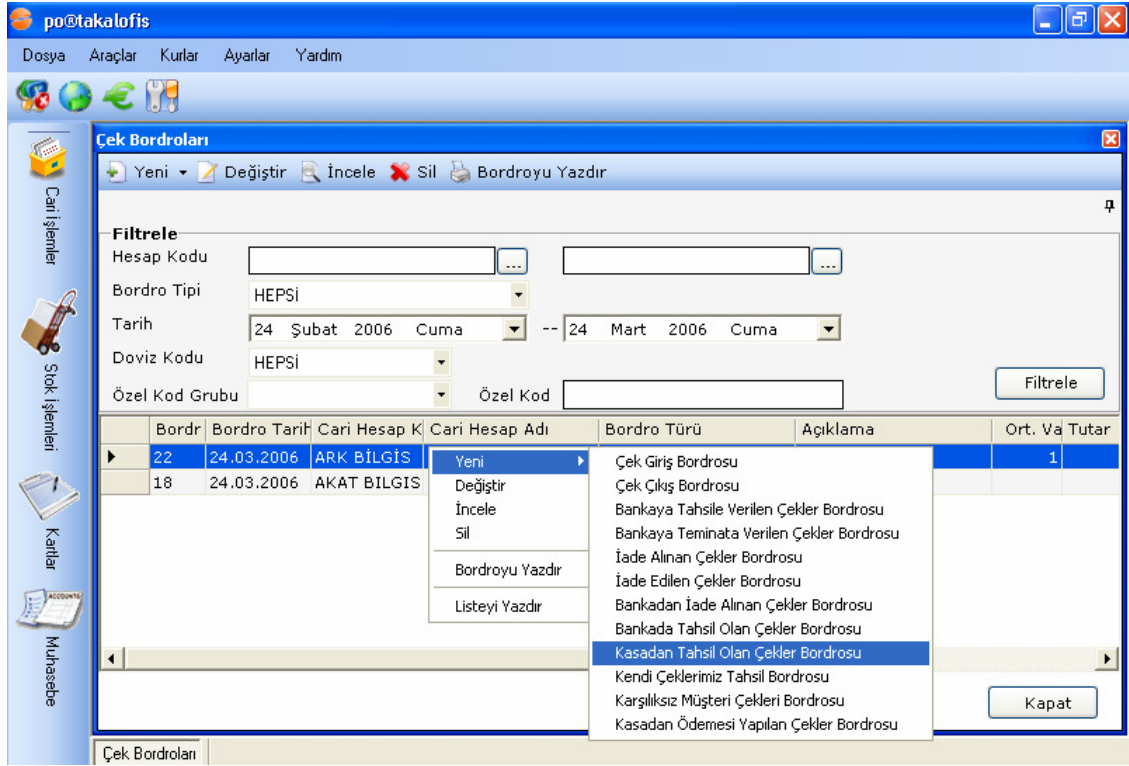 po®takalofis
Dosya Araçlar Kurlar Ayarlar Yardım
Çek Bordroları
Yeni Değiştir İncele Sil Bordroyu Yazdır
Filtrele
Hesap Kodu ... ...
Bordro Tipi HEPSİ
Tarih 24 Şubat 2006 Cuma -- 24 Mart 2006 Cuma
Doviz Kodu HEPSİ
Özel Kod Grubu Özel Kod
Filtrele
Bordr Bordro Tarih Cari Hesap K Cari Hesap Adı Bordro Türü Açıklama Ort. Va Tutar
22 24.03.2006 ARK BİLGİS 1
18 24.03.2006 AKAT BILGIS
Yeni
Değiştir
İncele
Sil
Bordroyu Yazdır
Listeyi Yazdır
Çek Giriş Bordrosu
Çek Çıkış Bordrosu
Bankaya Tahsile Verilen Çekler Bordrosu
Bankaya Teminata Verilen Çekler Bordrosu
İade Alınan Çekler Bordrosu
İade Edilen Çekler Bordrosu
Bankadan İade Alınan Çekler Bordrosu
Bankada Tahsil Olan Çekler Bordrosu
Kasadan Tahsil Olan Çekler Bordrosu
Kendi Çeklerimiz Tahsil Bordrosu
Karşılıksız Müşteri Çekleri Bordrosu
Kasadan Ödemesi Yapılan Çekler Bordrosu
Kapat
Cari İşlemler
Stok İşlemleri
Kartlar
ACCOUNTS
Muhasebe
Çek Bordroları